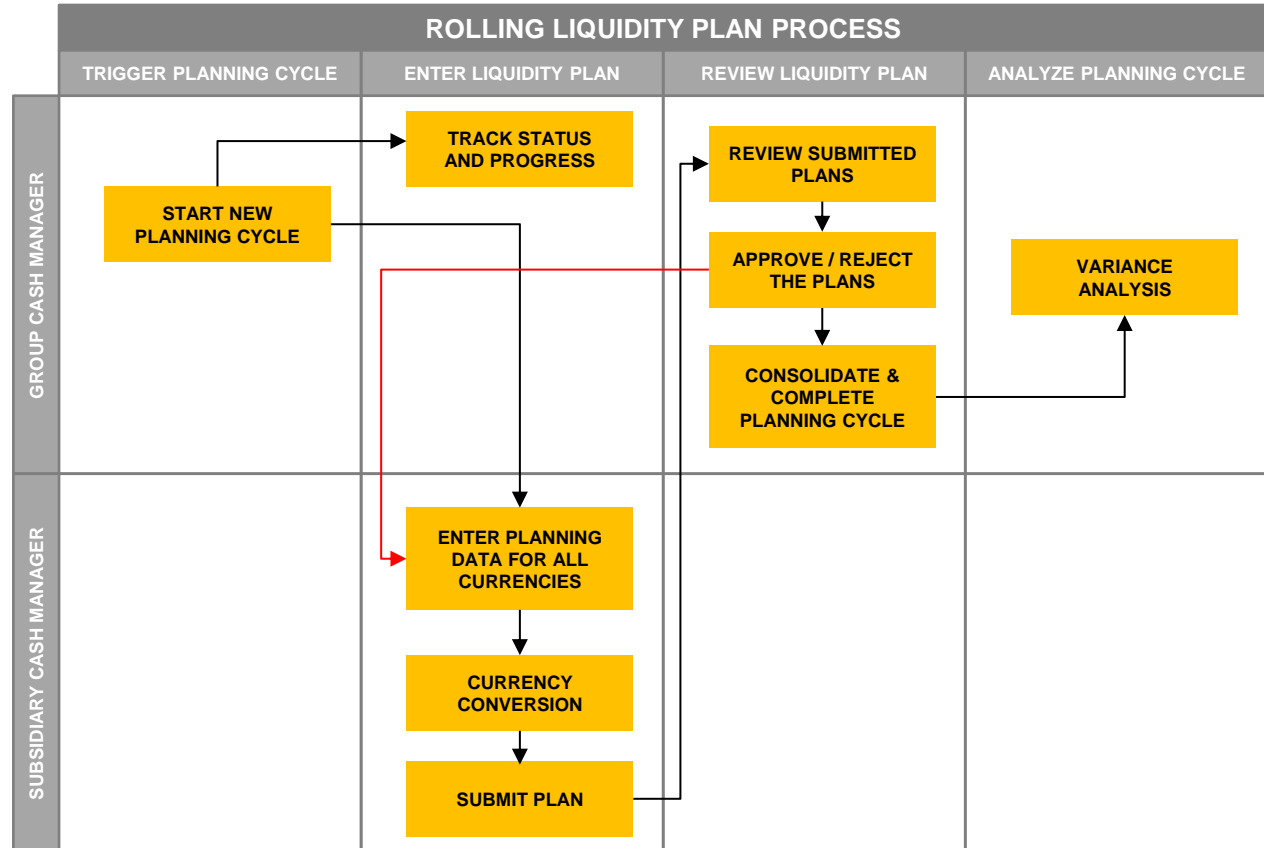 ROLLING LIQUIDITY PLAN PROCESS
TRIGGER PLANNING CYCLE
ENTER LIQUIDITY PLAN
REVIEW LIQUIDITY PLAN
ANALYZE PLANNING CYCLE
GROUP CASH MANAGER
START NEW
PLANNING CYCLE
TRACK STATUS
AND PROGRESS
REVIEW SUBMITTED
PLANS
APPROVE / REJECT
THE PLANS
CONSOLIDATE &
COMPLETE
PLANNING CYCLE
VARIANCE
ANALYSIS
SUBSIDIARY CASH MANAGER
ENTER PLANNING
DATA FOR ALL
CURRENCIES
CURRENCY
CONVERSION
SUBMIT PLAN